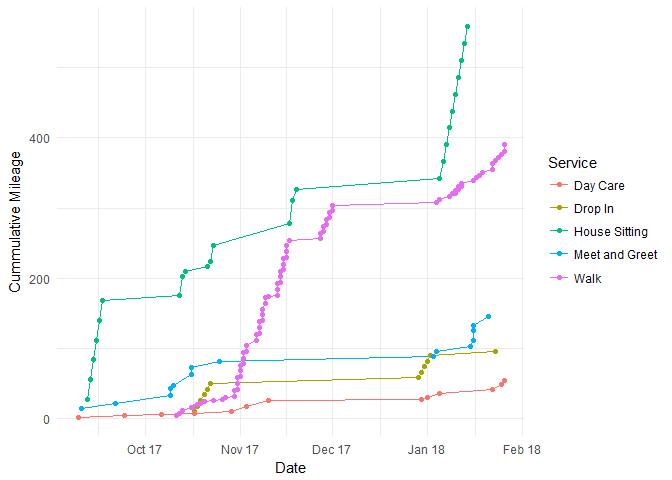 Cummulative Mileage
400
200
0
Oct 17
Nov 17
Dec 17
Jan 18
Feb 18
Date
Service
Day Care
Drop In
House Sitting
Meet and Greet
Walk